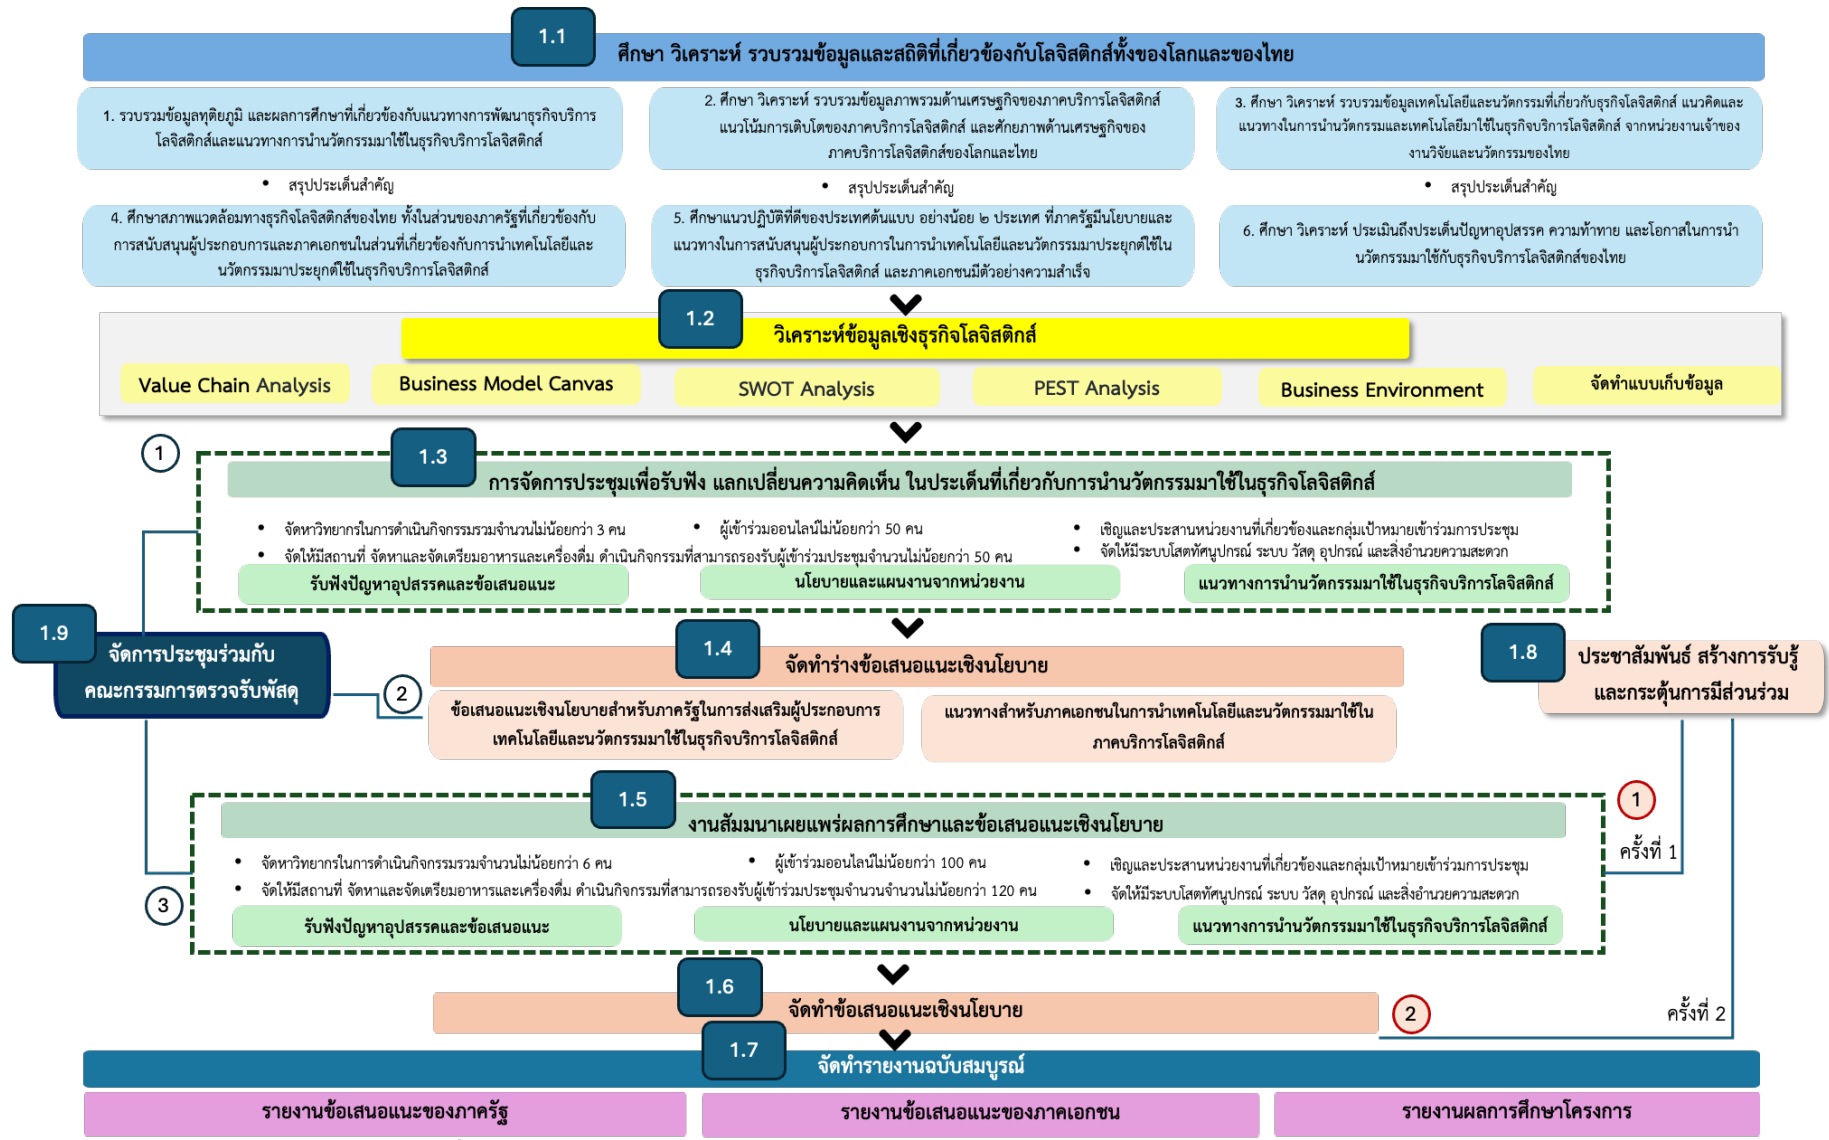 1.1
ศึกษา วิเคราะห์ รวบรวมข้อมูลและสถิติที่เกี่ยวข้องกับโลจิสติกส์ทั้งของโลกและของไทย
1. รวบรวมข้อมูลทุติยภูมิ และผลการศึกษาที่เกี่ยวข้องกับแนวทางการพัฒนาธุรกิจบริการ
โลจิสติกส์และแนวทางการนำนวัตกรรมมาใช้ในธุรกิจบริการโลจิสติกส์
• สรุปประเด็นสำคัญ
2. ศึกษา วิเคราะห์ รวบรวมข้อมูลภาพรวมด้านเศรษฐกิจของภาคบริการโลจิสติกส์
แนวโน้มการเติบโตของภาคบริการโลจิสติกส์ และศักยภาพด้านเศรษฐกิจของ
ภาคบริการโลจิสติกส์ของโลกและไทย
• สรุปประเด็นสำคัญ
3. ศึกษา วิเคราะห์ รวบรวมข้อมูลเทคโนโลยีและนวัตกรรมที่เกี่ยวกับธุรกิจโลจิสติกส์ แนวคิดและ
แนวทางในการนำนวัตกรรมและเทคโนโลยีมาใช้ในธุรกิจบริการโลจิสติกส์ จากหน่วยงานเจ้าของ
งานวิจัยและนวัตกรรมของไทย
• สรุปประเด็นสำคัญ
4. ศึกษาสภาพแวดล้อมทางธุรกิจโลจิสติกส์ของไทย ทั้งในส่วนของภาครัฐที่เกี่ยวข้องกับ
การสนับสนุนผู้ประกอบการและภาคเอกชนในส่วนที่เกี่ยวข้องกับการนำเทคโนโลยีและ
นวัตกรรมมาประยุกต์ใช้ในธุรกิจบริการโลจิสติกส์
5. ศึกษาแนวปฏิบัติที่ดีของประเทศต้นแบบ อย่างน้อย ๒ ประเทศ ที่ภาครัฐมีนโยบายและ
แนวทางในการสนับสนุนผู้ประกอบการในการนำเทคโนโลยีและนวัตกรรมมาประยุกต์ใช้ใน
ธุรกิจบริการโลจิสติกส์ และภาคเอกชนมีตัวอย่างความสำเร็จ
6. ศึกษา วิเคราะห์ ประเมินถึงประเด็นปัญหาอุปสรรค ความท้าทาย และโอกาสในการนำ
นวัตกรรมมาใช้กับธุรกิจบริการโลจิสติกส์ของไทย
1.2
วิเคราะห์ข้อมูลเชิงธุรกิจโลจิสติกส์
Value Chain Analysis
Business Model Canvas
SWOT Analysis
PEST Analysis
Business Environment
จัดทำแบบเก็บข้อมูล
1
1.3
การจัดการประชุมเพื่อรับฟัง แลกเปลี่ยนความคิดเห็น ในประเด็นที่เกี่ยวกับการนำนวัตกรรมมาใช้ในธุรกิจโลจิสติกส์
• จัดหาวิทยากรในการดำเนินกิจกรรมรวมจำนวนไม่น้อยกว่า 3 คน
• ผู้เข้าร่วมออนไลน์ไม่น้อยกว่า 50 คน
• เชิญและประสานหน่วยงานที่เกี่ยวข้องและกลุ่มเป้าหมายเข้าร่วมการประชุม
• จัดให้มีสถานที่ จัดหาและจัดเตรียมอาหารและเครื่องดื่ม ดำเนินกิจกรรมที่สามารถรองรับผู้เข้าร่วมประชุมจำนวนไม่น้อยกว่า 50 คน
• จัดให้มีระบบโสตทัศนูปกรณ์ ระบบ วัสดุ อุปกรณ์ และสิ่งอำนวยความสะดวก
รับฟังปัญหาอุปสรรคและข้อเสนอแนะ
นโยบายและแผนงานจากหน่วยงาน
แนวทางการนำนวัตกรรมมาใช้ในธุรกิจบริการโลจิสติกส์
1.9
จัดการประชุมร่วมกับ
คณะกรรมการตรวจรับพัสดุ
2
1.4
จัดทำร่างข้อเสนอแนะเชิงนโยบาย
ข้อเสนอแนะเชิงนโยบายสำหรับภาครัฐในการส่งเสริมผู้ประกอบการ
เทคโนโลยีและนวัตกรรมมาใช้ในธุรกิจบริการโลจิสติกส์
แนวทางสำหรับภาคเอกชนในการนำเทคโนโลยีและนวัตกรรมมาใช้ใน
ภาคบริการโลจิสติกส์
1.8
ประชาสัมพันธ์ สร้างการรับรู้
และกระตุ้นการมีส่วนร่วม
1.5
งานสัมมนาเผยแพร่ผลการศึกษาและข้อเสนอแนะเชิงนโยบาย
• จัดหาวิทยากรในการดำเนินกิจกรรมรวมจำนวนไม่น้อยกว่า 6 คน
• ผู้เข้าร่วมออนไลน์ไม่น้อยกว่า 100 คน
• เชิญและประสานหน่วยงานที่เกี่ยวข้องและกลุ่มเป้าหมายเข้าร่วมการประชุม
• จัดให้มีสถานที่ จัดหาและจัดเตรียมอาหารและเครื่องดื่ม ดำเนินกิจกรรมที่สามารถรองรับผู้เข้าร่วมประชุมจำนวนจำนวนไม่น้อยกว่า 120 คน
• จัดให้มีระบบโสตทัศนูปกรณ์ ระบบ วัสดุ อุปกรณ์ และสิ่งอำนวยความสะดวก
รับฟังปัญหาอุปสรรคและข้อเสนอแนะ
นโยบายและแผนงานจากหน่วยงาน
แนวทางการนำนวัตกรรมมาใช้ในธุรกิจบริการโลจิสติกส์
3
1
ครั้งที่ 1
1.6
จัดทำข้อเสนอแนะเชิงนโยบาย
2
ครั้งที่ 2
1.7
จัดทำรายงานฉบับสมบูรณ์
รายงานข้อเสนอแนะของภาครัฐ
รายงานข้อเสนอแนะของภาคเอกชน
รายงานผลการศึกษาโครงการ